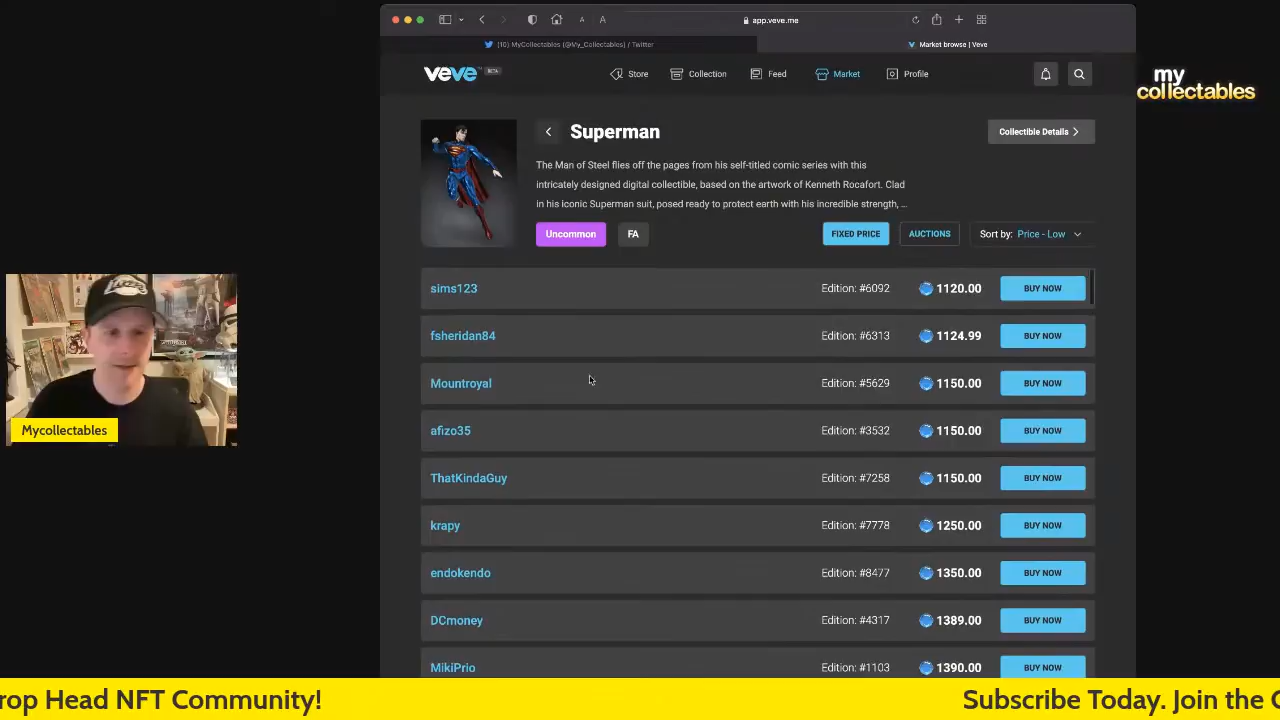 app.veve.me
(10) MyCollectables (@My_Collectables) / Twitter
Market browse | Veve
veve BETA
Store
Collection
Feed
Market
Profile
my
collectables
Superman
Collectible Details
The Man of Steel flies off the pages from his self-titled comic series with this
intricately designed digital collectible, based on the artwork of Kenneth Rocafort. Clad
in his iconic Superman suit, posed ready to protect earth with his incredible strength, ...
Uncommon FA FIXED PRICE AUCTIONS Sort by: Price - Low
sims123 Edition: #6092 1120.00 BUY NOW
fsheridan84 Edition: #6313 1124.99 BUY NOW
Mountroyal Edition: #5629 1150.00 BUY NOW
afizo35 Edition: #3532 1150.00 BUY NOW
ThatKindaGuy Edition: #7258 1150.00 BUY NOW
krapy Edition: #7778 1250.00 BUY NOW
endokendo Edition: #8477 1350.00 BUY NOW
DCmoney Edition: #4317 1389.00 BUY NOW
MikiPrio Edition: #1103 1390.00 BUY NOW
Mycollectables
rop Head NFT Community! Subscribe Today. Join the